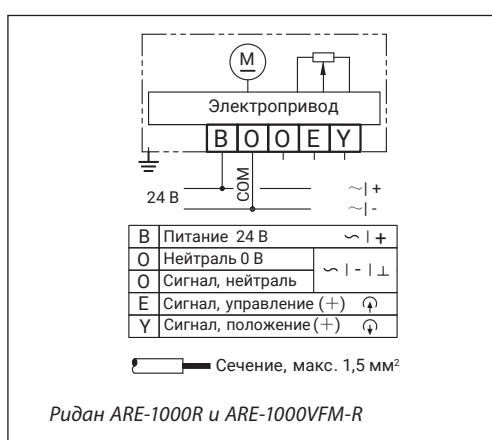 M
Электропривод
B O O E Y
24 В
COM
~| +
~| -
B Питание 24 В ~ | +
O Нейтраль 0 В
~ | - | ⊥
O Сигнал, нейтраль
E Сигнал, управление (+)
Y Сигнал, положение (+)
Сечение, макс. 1,5 мм²
Ридан ARE-1000R и ARE-1000VFM-R